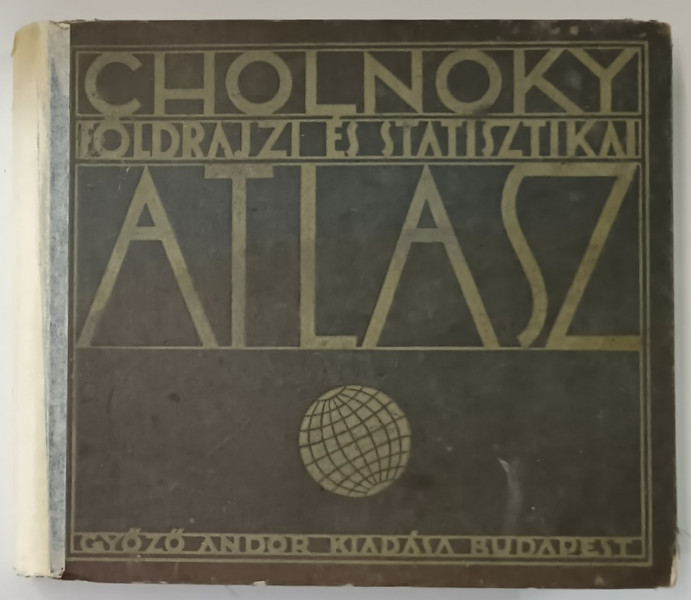 CHOLNOKY
FÖLDRAJZI ÉS STATISZTIKAI
ATLASZ
GYŐZŐ ANDOR KIADÁSA BUDAPEST